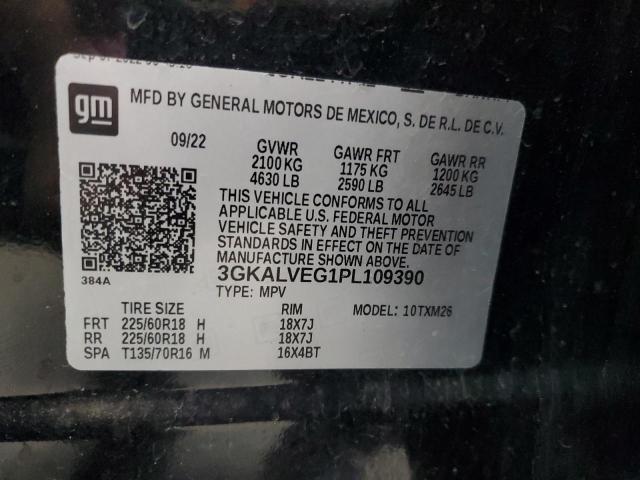 gm
MFD BY GENERAL MOTORS DE MEXICO, S. DE R.L. DE C.V.
09/22 GVWR GAWR FRT GAWR RR
2100 KG 1175 KG 1200 KG
4630 LB 2590 LB 2645 LB
THIS VEHICLE CONFORMS TO ALL
APPLICABLE U.S. FEDERAL MOTOR
VEHICLE SAFETY AND THEFT PREVENTION
STANDARDS IN EFFECT ON THE DATE
OF MANUFACTURE SHOWN ABOVE.
384A
3GKALVEG1PL109390
TYPE: MPV
TIRE SIZE RIM MODEL: 10TXM26
FRT 225/60R18 H 18X7J
RR 225/60R18 H 18X7J
SPA T135/70R16 M 16X4BT